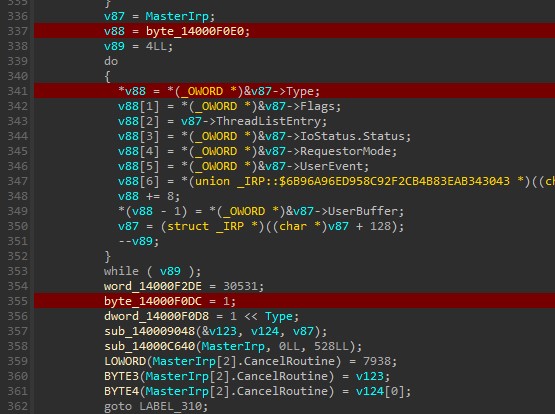 335 }
336 v87 = MasterIrp;
337 v88 = byte_14000F0E0;
338 v89 = 4LL;
339 do
340 {
341 *v88 = *(_OWORD *)&v87->Type;
342 v88[1] = *(_OWORD *)&v87->Flags;
343 v88[2] = v87->ThreadListEntry;
344 v88[3] = *(_OWORD *)&v87->IoStatus.Status;
345 v88[4] = *(_OWORD *)&v87->RequestorMode;
346 v88[5] = *(_OWORD *)&v87->UserEvent;
347 v88[6] = *(union _IRP::$6B96A96ED958C92F2CB4B83EAB343043 *)((ch
348 v88 += 8;
349 *(v88 - 1) = *(_OWORD *)&v87->UserBuffer;
350 v87 = (struct _IRP *)((char *)v87 + 128);
351 --v89;
352 }
353 while ( v89 );
354 word_14000F2DE = 30531;
355 byte_14000F0DC = 1;
356 dword_14000F0D8 = 1 << Type;
357 sub_140009048(&v123, v124, v87);
358 sub_14000C640(MasterIrp, 0LL, 528LL);
359 LOWORD(MasterIrp[2].CancelRoutine) = 7938;
360 BYTE3(MasterIrp[2].CancelRoutine) = v123;
361 BYTE4(MasterIrp[2].CancelRoutine) = v124[0];
362 goto LABEL_310;